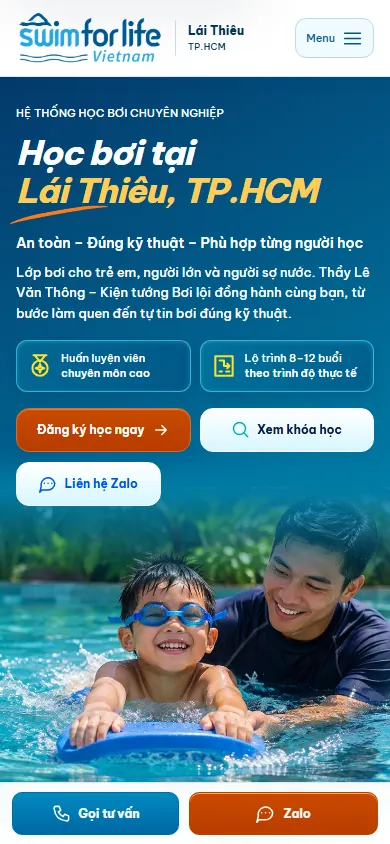 swimforlife
Vietnam
Lái Thiêu
TP.HCM
Menu
HỆ THỐNG HỌC BƠI CHUYÊN NGHIỆP
Học bơi tại
Lái Thiêu, TP.HCM
An toàn – Đúng kỹ thuật – Phù hợp từng người học
Lớp bơi cho trẻ em, người lớn và người sợ nước. Thầy Lê
Văn Thông – Kiện tướng Bơi lội đồng hành cùng bạn, từ
bước làm quen đến tự tin bơi đúng kỹ thuật.
Huấn luyện viên
chuyên môn cao
Lộ trình 8–12 buổi
theo trình độ thực tế
Đăng ký học ngay
Xem khóa học
Liên hệ Zalo
Gọi tư vấn
Zalo